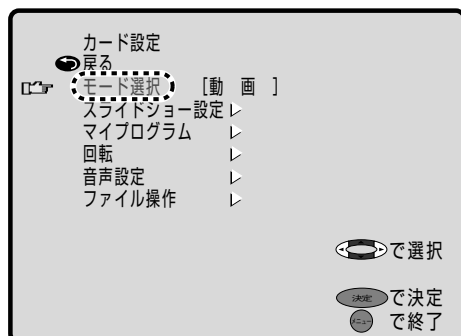 カード設定
戻る
モード選択 [動 画 ]
スライドショー設定
マイプログラム
回転
音声設定
ファイル操作
で選択
決定 で決定
メニュー で終了